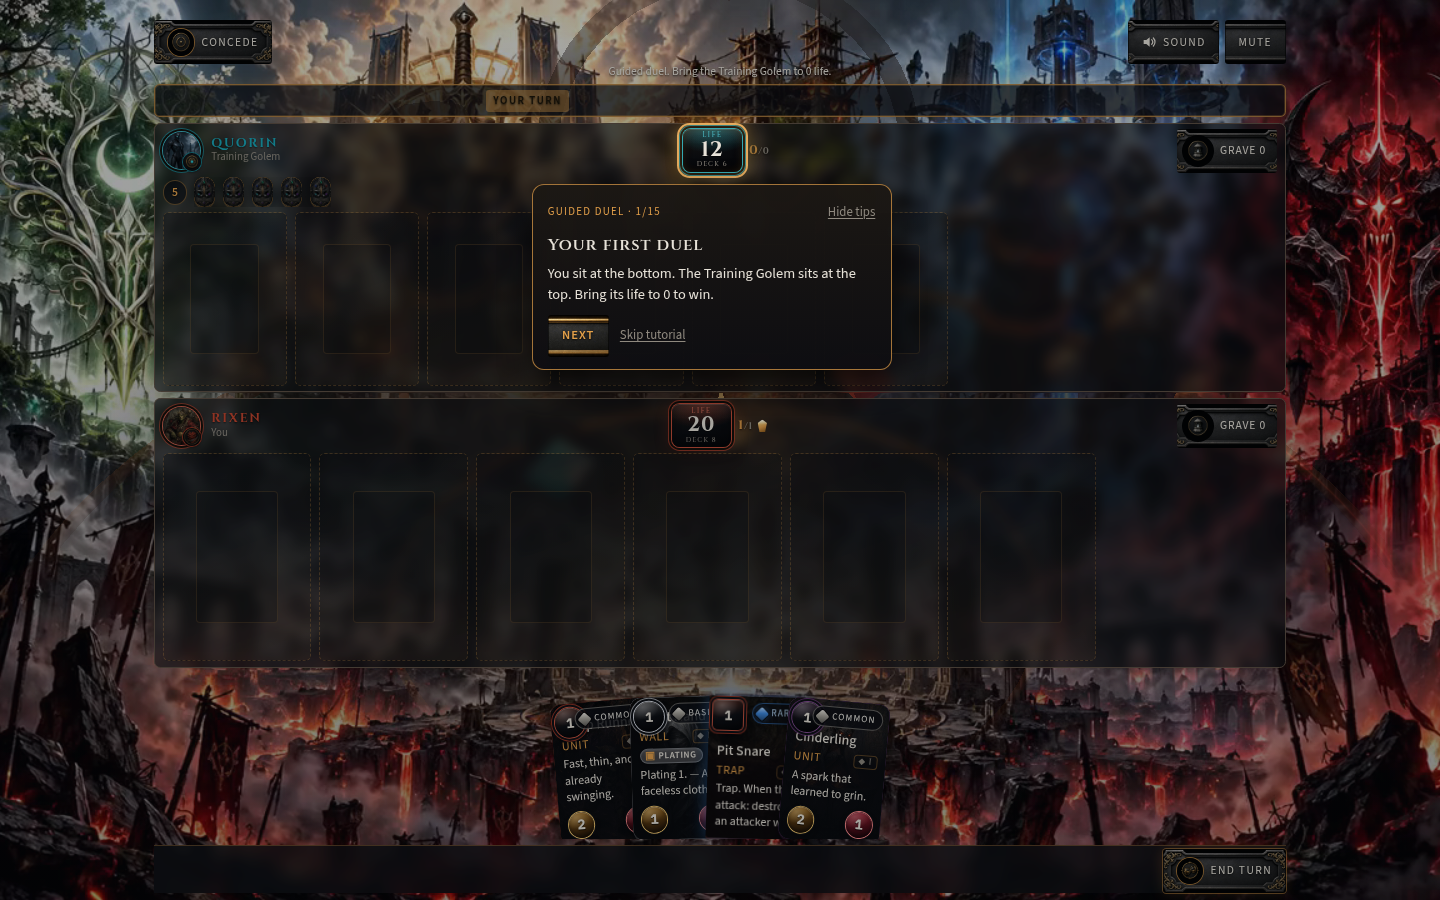 CONCEDE
SOUND
MUTE
Guided duel. Bring the Training Golem to 0 life.
YOUR TURN
QUORIN
Training Golem
LIFE
12
DECK 6
0/0
GRAVE 0
5
GUIDED DUEL · 1/15
Hide tips
YOUR FIRST DUEL
You sit at the bottom. The Training Golem sits at the
top. Bring its life to 0 to win.
NEXT
Skip tutorial
RIXEN
You
LIFE
20
DECK 8
1/1
GRAVE 0
1
COMMO
UNIT
Fast, thin, and
already
swinging.
2
1
BASI
WALL
PLATING
Plating 1. — A
faceless cloth
1
1
RAR
Pit Snare
TRAP
Trap. When th
attack: destro
an attacker w
1
COMMON
Cinderling
UNIT
1
A spark that
learned to grin.
2
1
END TURN